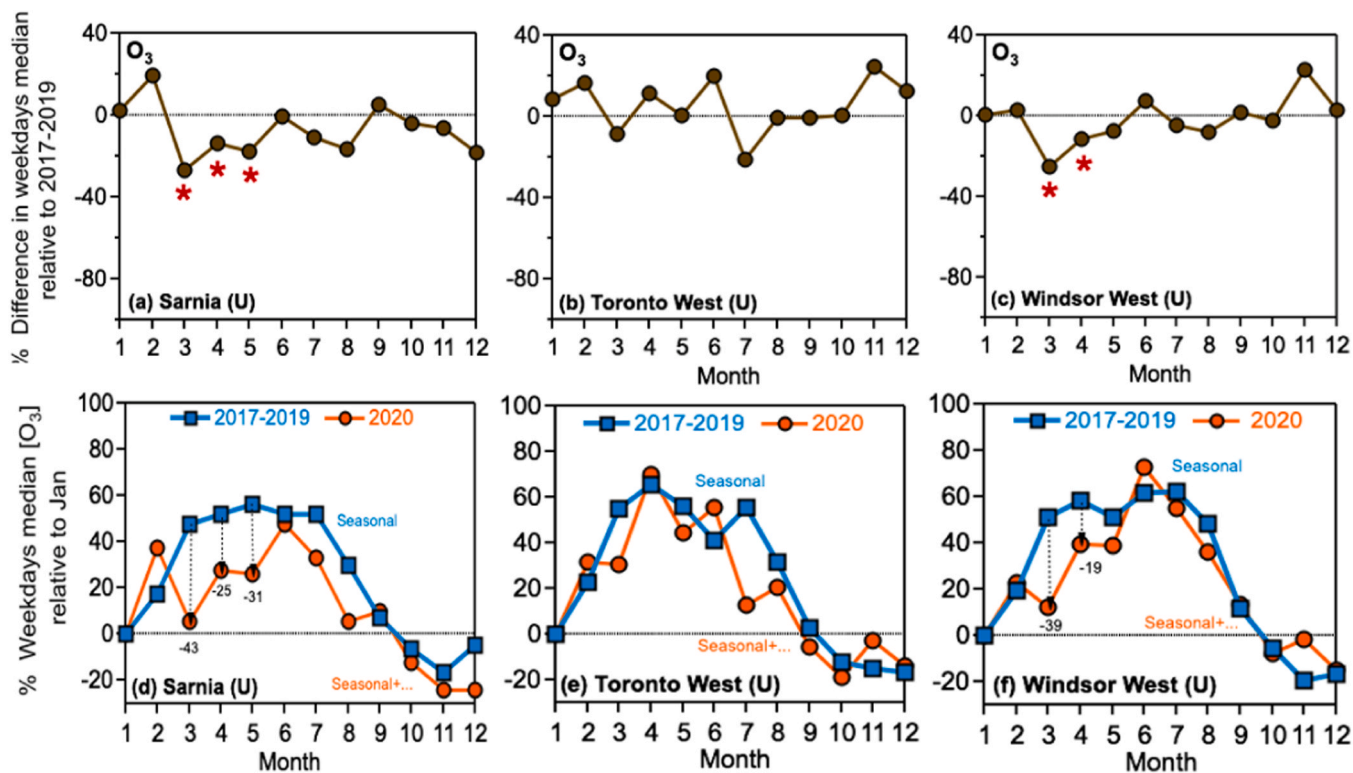 % Difference in weekdays median
relative to 2017-2019
40
0
-40
-80
O3
*
*
*
(a) Sarnia (U)
1 2 3 4 5 6 7 8 9 10 11 12
40
0
-40
-80
O3
(b) Toronto West (U)
1 2 3 4 5 6 7 8 9 10 11 12
Month
40
0
-40
-80
O3
*
*
(c) Windsor West (U)
1 2 3 4 5 6 7 8 9 10 11 12
Month
% Weekdays median [O3]
relative to Jan
100
80
60
40
20
0
-20
2017-2019 2020
Seasonal
-25
-31
-43
Seasonal+...
(d) Sarnia (U)
1 2 3 4 5 6 7 8 9 10 11 12
Month
100
80
60
40
20
0
-20
2017-2019 2020
Seasonal
Seasonal+...
(e) Toronto West (U)
1 2 3 4 5 6 7 8 9 10 11 12
Month
100
80
60
40
20
0
-20
2017-2019 2020
Seasonal
-19
-39
Seasonal+...
(f) Windsor West (U)
1 2 3 4 5 6 7 8 9 10 11 12
Month